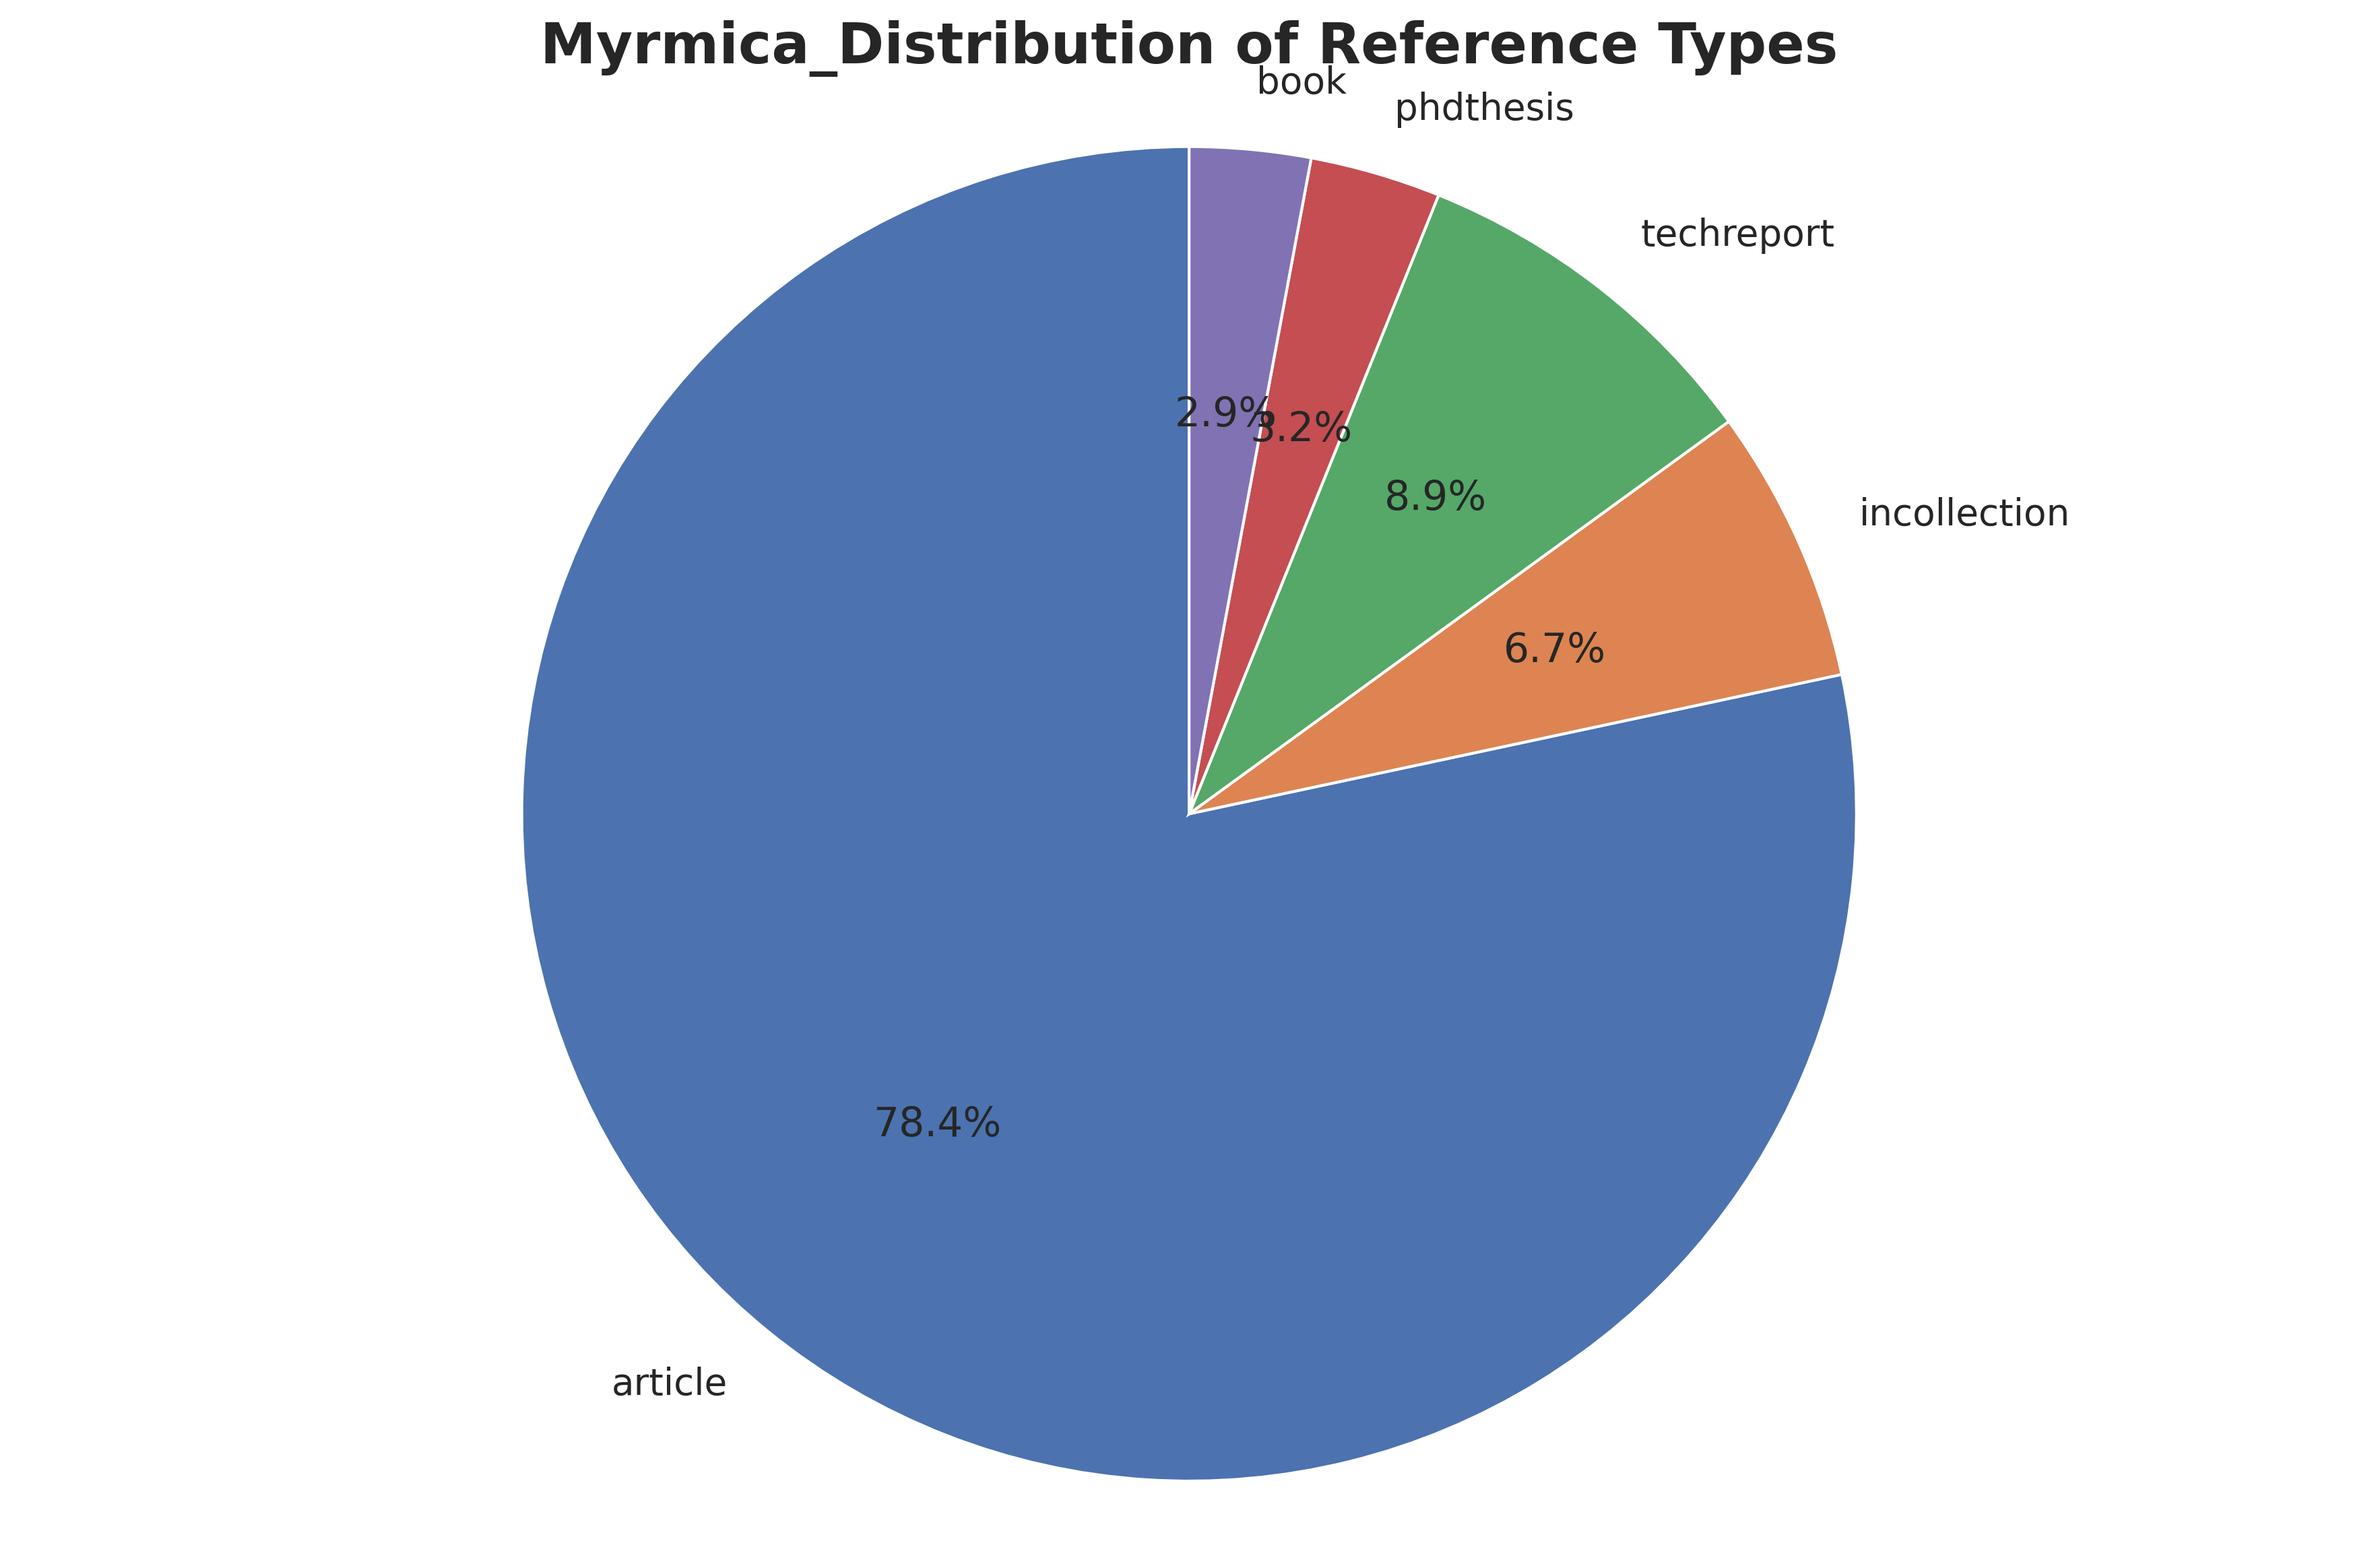 Myrmica_Distribution of Reference Types
book
phdthesis
techreport
incollection
2.9%
3.2%
8.9%
6.7%
78.4%
article